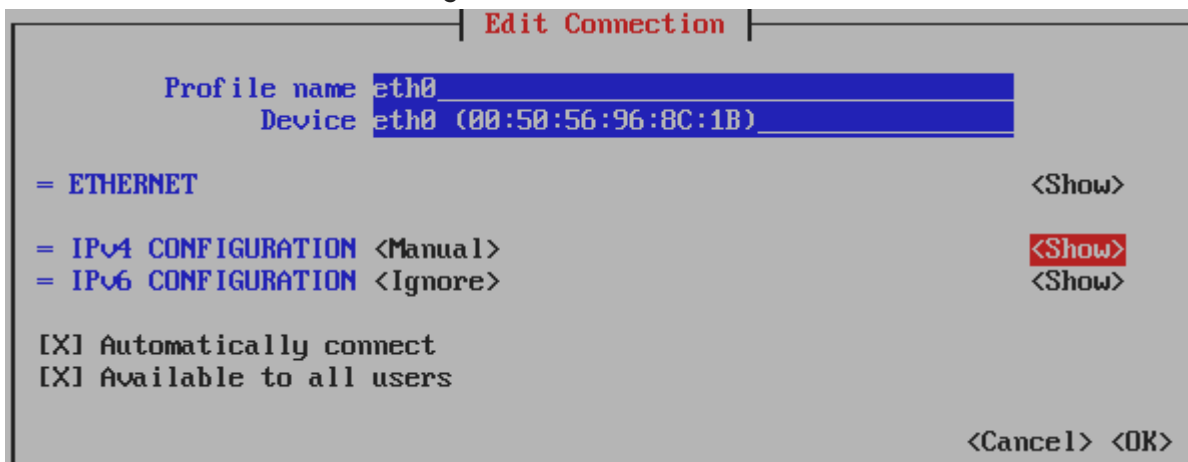 Edit Connection
Profile name eth0
Device eth0 (00:50:56:96:8C:1B)
= ETHERNET <Show>
= IPv4 CONFIGURATION <Manual> <Show>
= IPv6 CONFIGURATION <Ignore> <Show>
[X] Automatically connect
[X] Available to all users
<Cancel> <OK>